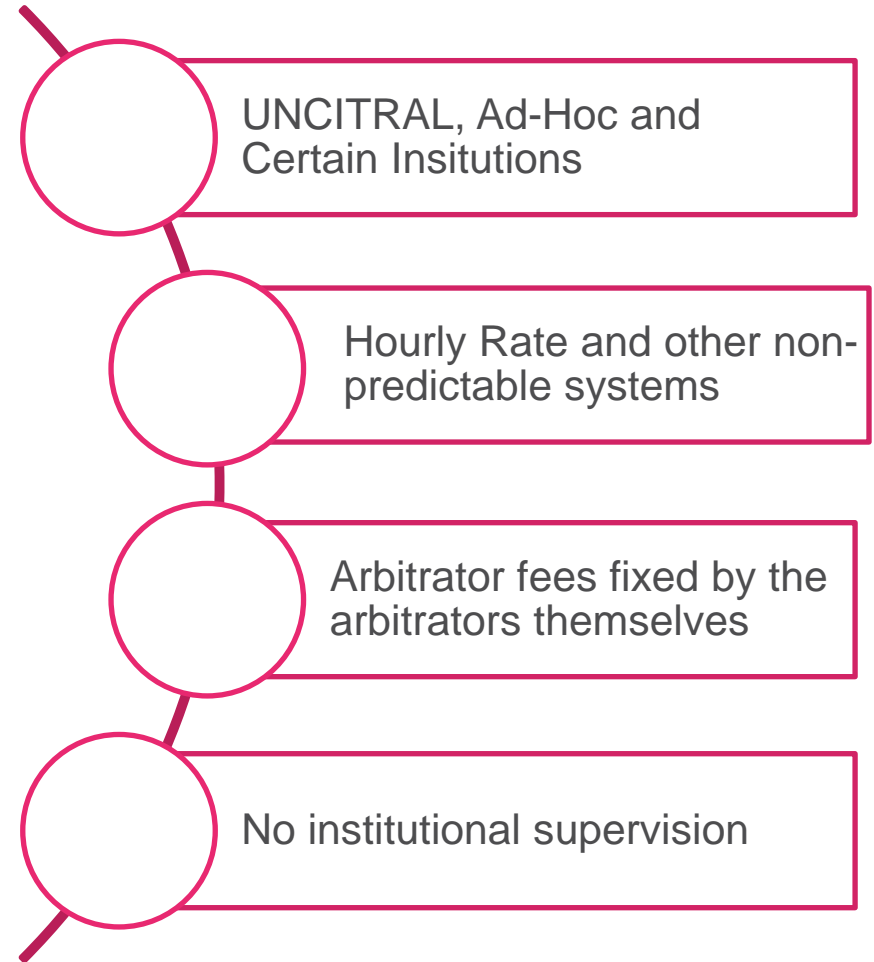 UNCITRAL, Ad-Hoc and
Certain Insitutions
Hourly Rate and other non-
predictable systems
Arbitrator fees fixed by the
arbitrators themselves
No institutional supervision